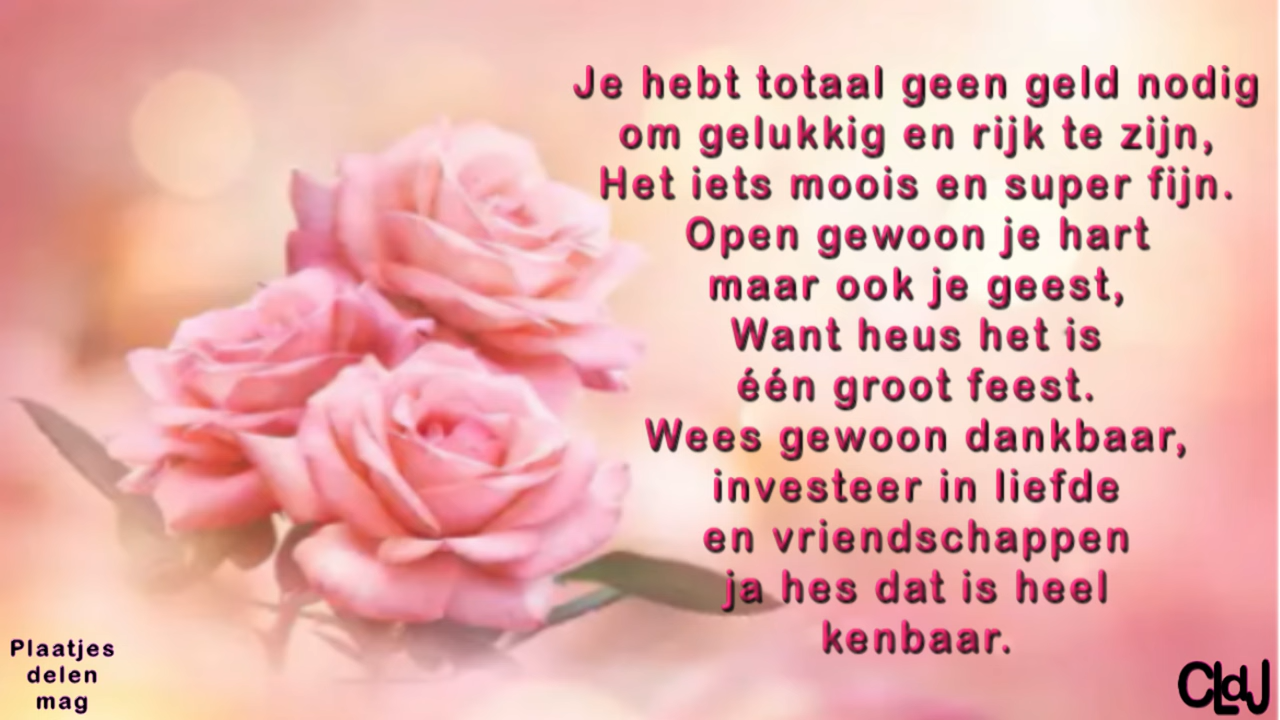 Je hebt totaal geen geld nodig
om gelukkig en rijk te zijn,
Het iets moois en super fijn.
Open gewoon je hart
maar ook je geest,
Want heus het is
één groot feest.
Wees gewoon dankbaar,
investeer in liefde
en vriendschappen
ja hes dat is heel
kenbaar.
Plaatjes
delen
mag
CLdJ